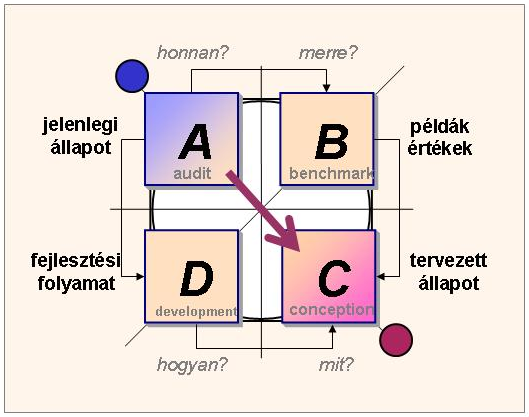 honnan?
merre?
jelenlegi
állapot
A
audit
B
benchmark
példák
értékek
fejlesztési
folyamat
D
development
C
conception
tervezett
állapot
hogyan?
mit?